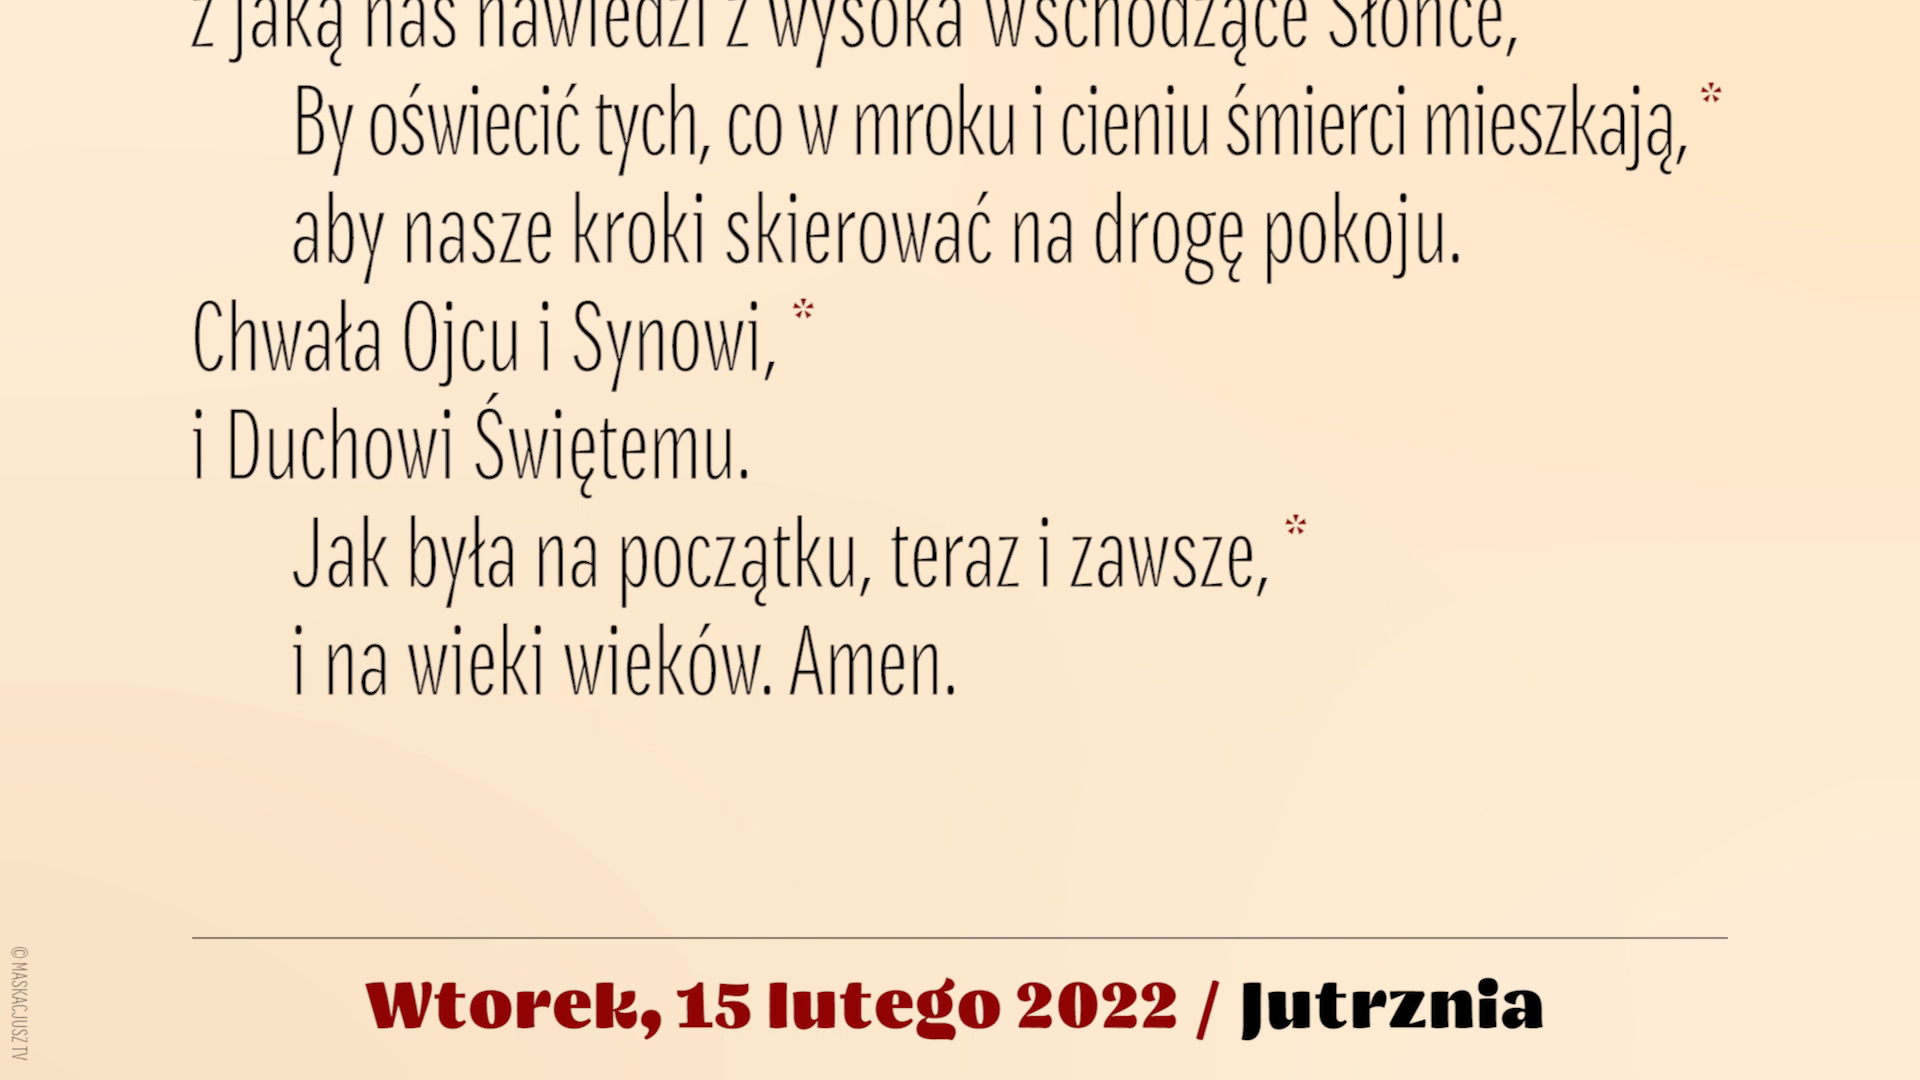 z jaką nas nawiedzi z wysoka wschodzące Słońce,
By oświecić tych, co w mroku i cieniu śmierci mieszkają, *
aby nasze kroki skierować na drogę pokoju.
Chwała Ojcu i Synowi, *
i Duchowi Świętemu.
Jak była na początku, teraz i zawsze, *
i na wieki wieków. Amen.
Wtorek, 15 lutego 2022 / Jutrznia
© MASKACJUSZ TV